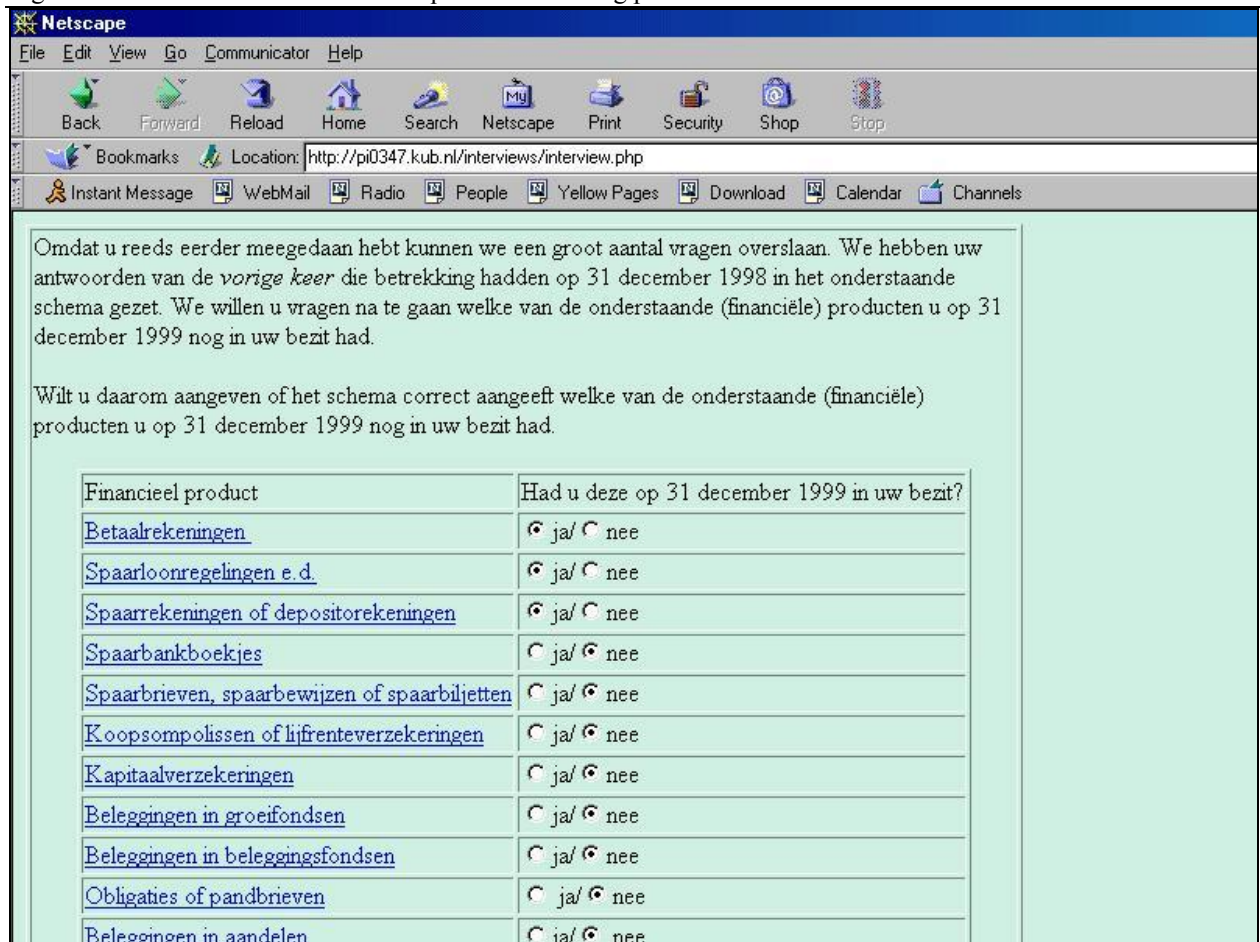 Netscape
File Edit View Go Communicator Help
My
Back Forward Reload Home Search Netscape Print Security Shop Stop
Bookmarks Location: http://pi0347.kub.nl/interviews/interview.php
Instant Message WebMail Radio People Yellow Pages Download Calendar Channels
Omdat u reeds eerder meegedaan hebt kunnen we een groot aantal vragen overslaan. We hebben uw
antwoorden van de vorige keer die betrekking hadden op 31 december 1998 in het onderstaande
schema gezet. We willen u vragen na te gaan welke van de onderstaande (financiële) producten u op 31
december 1999 nog in uw bezit had.
Wilt u daarom aangeven of het schema correct aangeeft welke van de onderstaande (financiële)
producten u op 31 december 1999 nog in uw bezit had.
Financieel product Had u deze op 31 december 1999 in uw bezit?
Betaalrekeningen ja/ nee
Spaarloonregelingen e.d. ja/ nee
Spaarrekeningen of depositorekeningen ja/ nee
Spaarbankboekjes ja/ nee
Spaarbrieven, spaarbewijzen of spaarbiljetten ja/ nee
Koopsompolissen of lijfrenteverzekeringen ja/ nee
Kapitaalverzekeringen ja/ nee
Beleggingen in groeifondsen ja/ nee
Beleggingen in beleggingsfondsen ja/ nee
Obligaties of pandbrieven ja/ nee
Beleggingen in aandelen ja/ nee